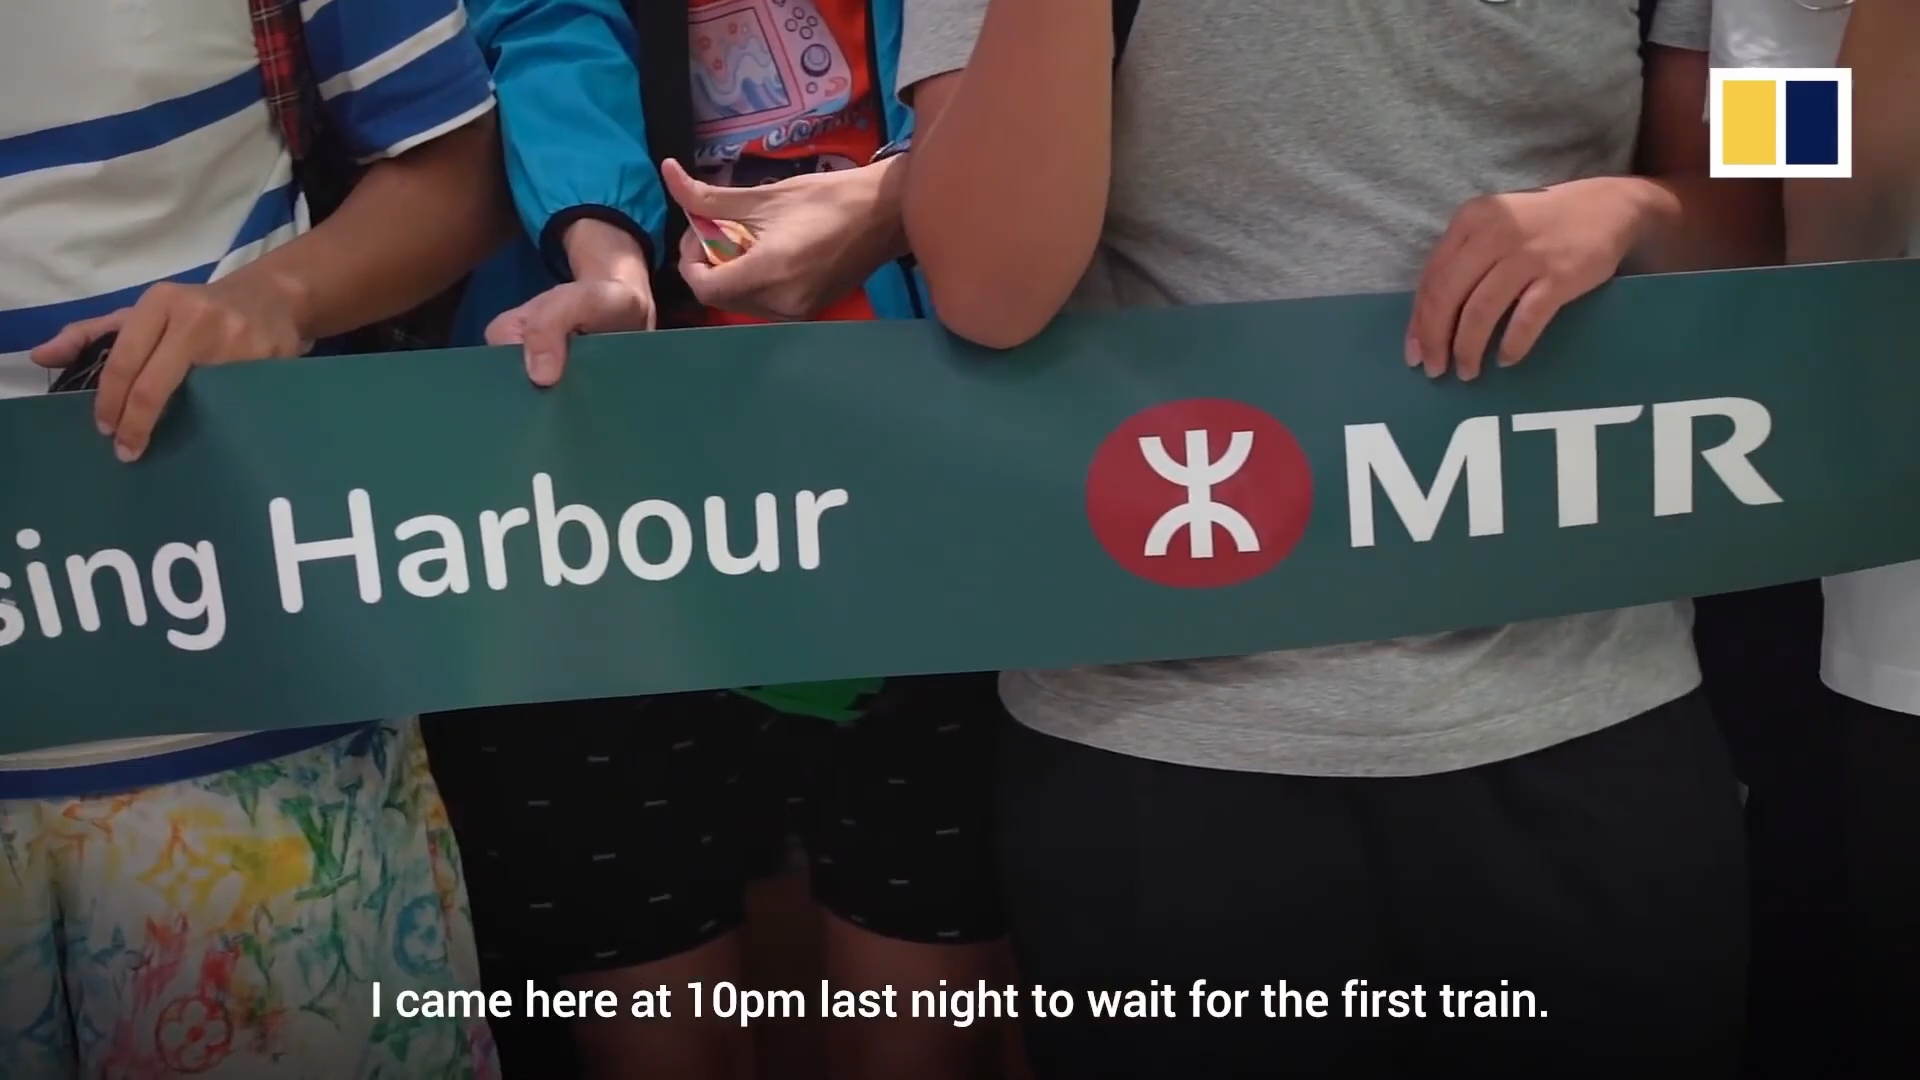 sing Harbour
MTR
I came here at 10pm last night to wait for the first train.